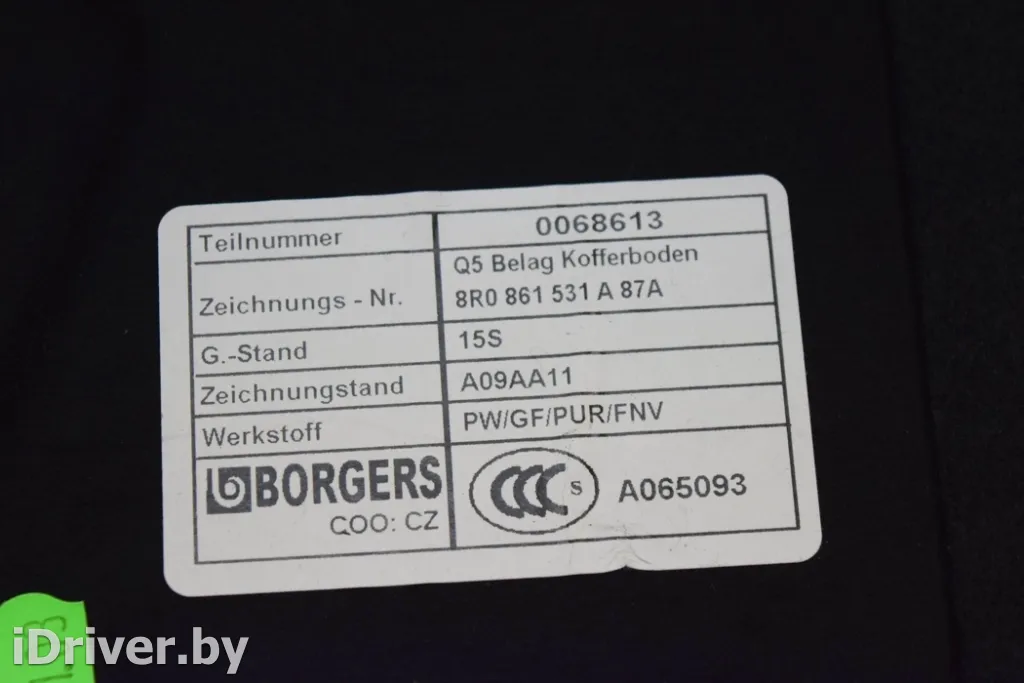 Teilnummer 0068613
Zeichnungs - Nr. Q5 Belag Kofferboden
8R0 861 531 A 87A
G.-Stand 15S
Zeichnungstand A09AA11
Werkstoff PW/GF/PUR/FNV
BORGERS
COO: CZ
CCC S A065093
iDriver.by